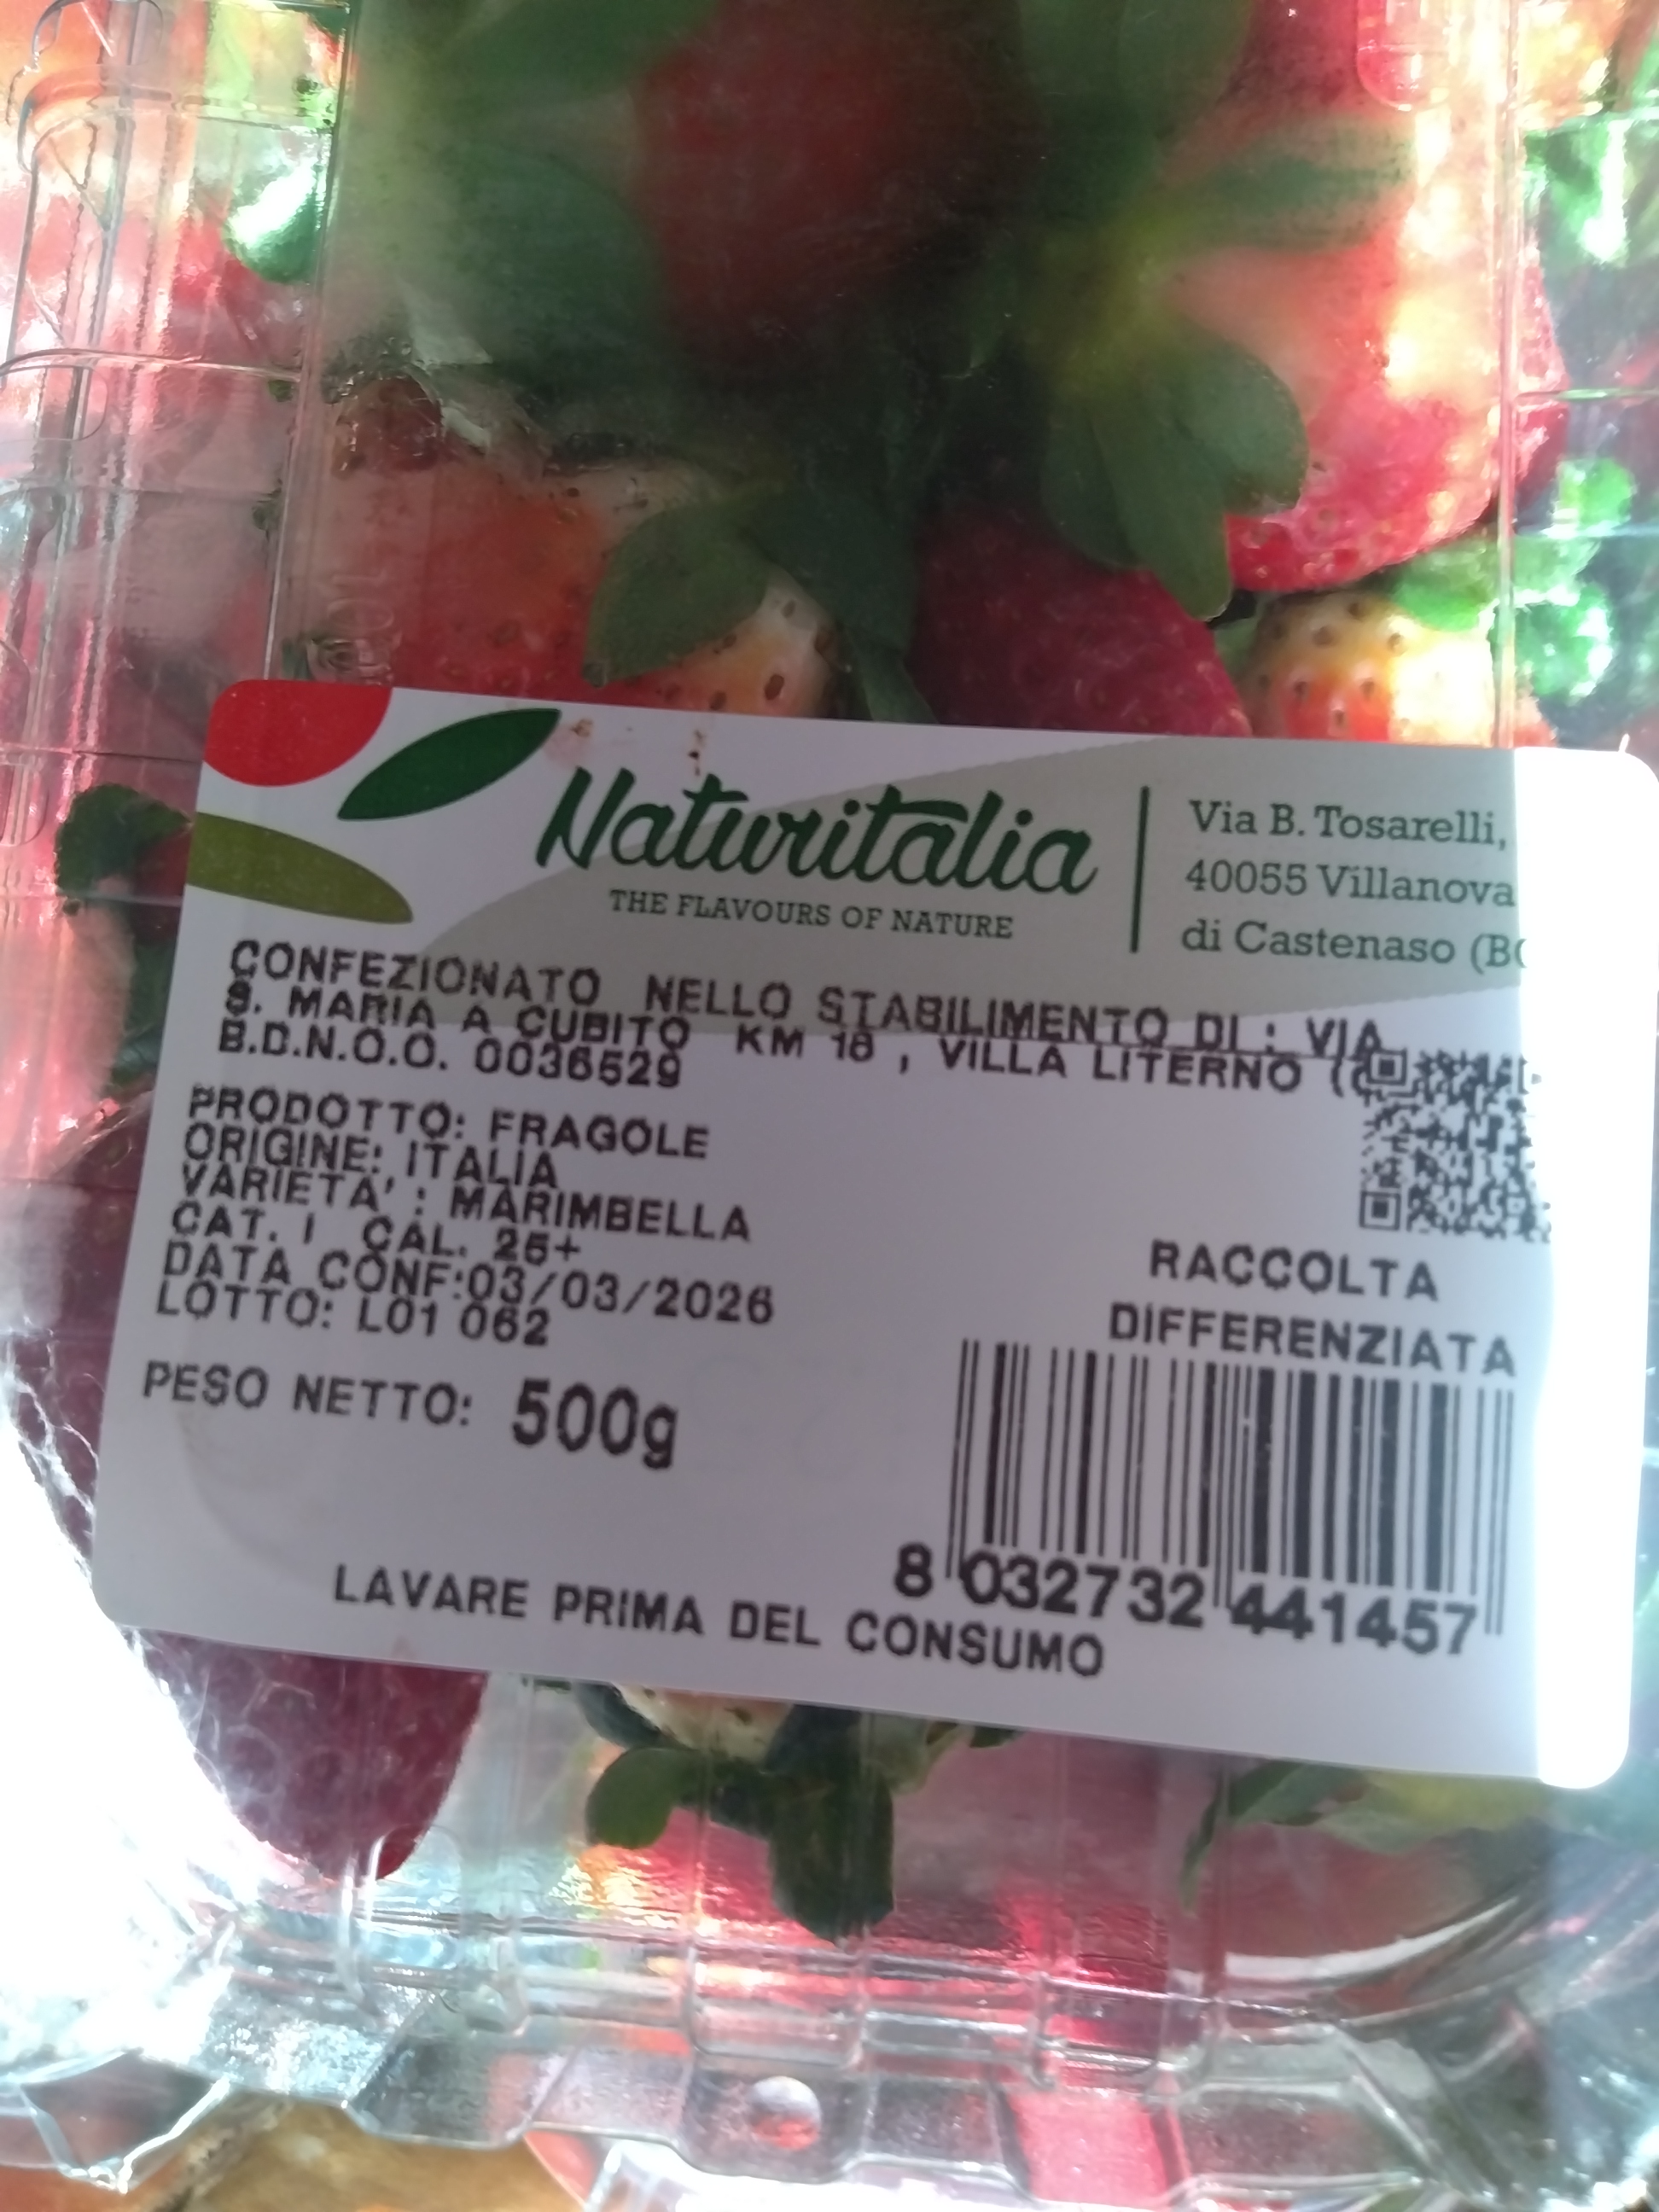 Naturitalia
THE FLAVOURS OF NATURE
Via B. Tosarelli,
40055 Villanova
di Castenaso (BO
CONFEZIONATO NELLO STABILIMENTO DI : VIA
S. MARIA A CUBITO KM 18 , VILLA LITERNO (
B.D.N.O.O. 0036529
PRODOTTO: FRAGOLE
ORIGINE: ITALIA
VARIETA' : MARIMBELLA
CAT. I CAL. 25+
DATA CONF:03/03/2026
LOTTO: L01 062
PESO NETTO: 500g
RACCOLTA
DIFFERENZIATA
8 032732 441457
LAVARE PRIMA DEL CONSUMO